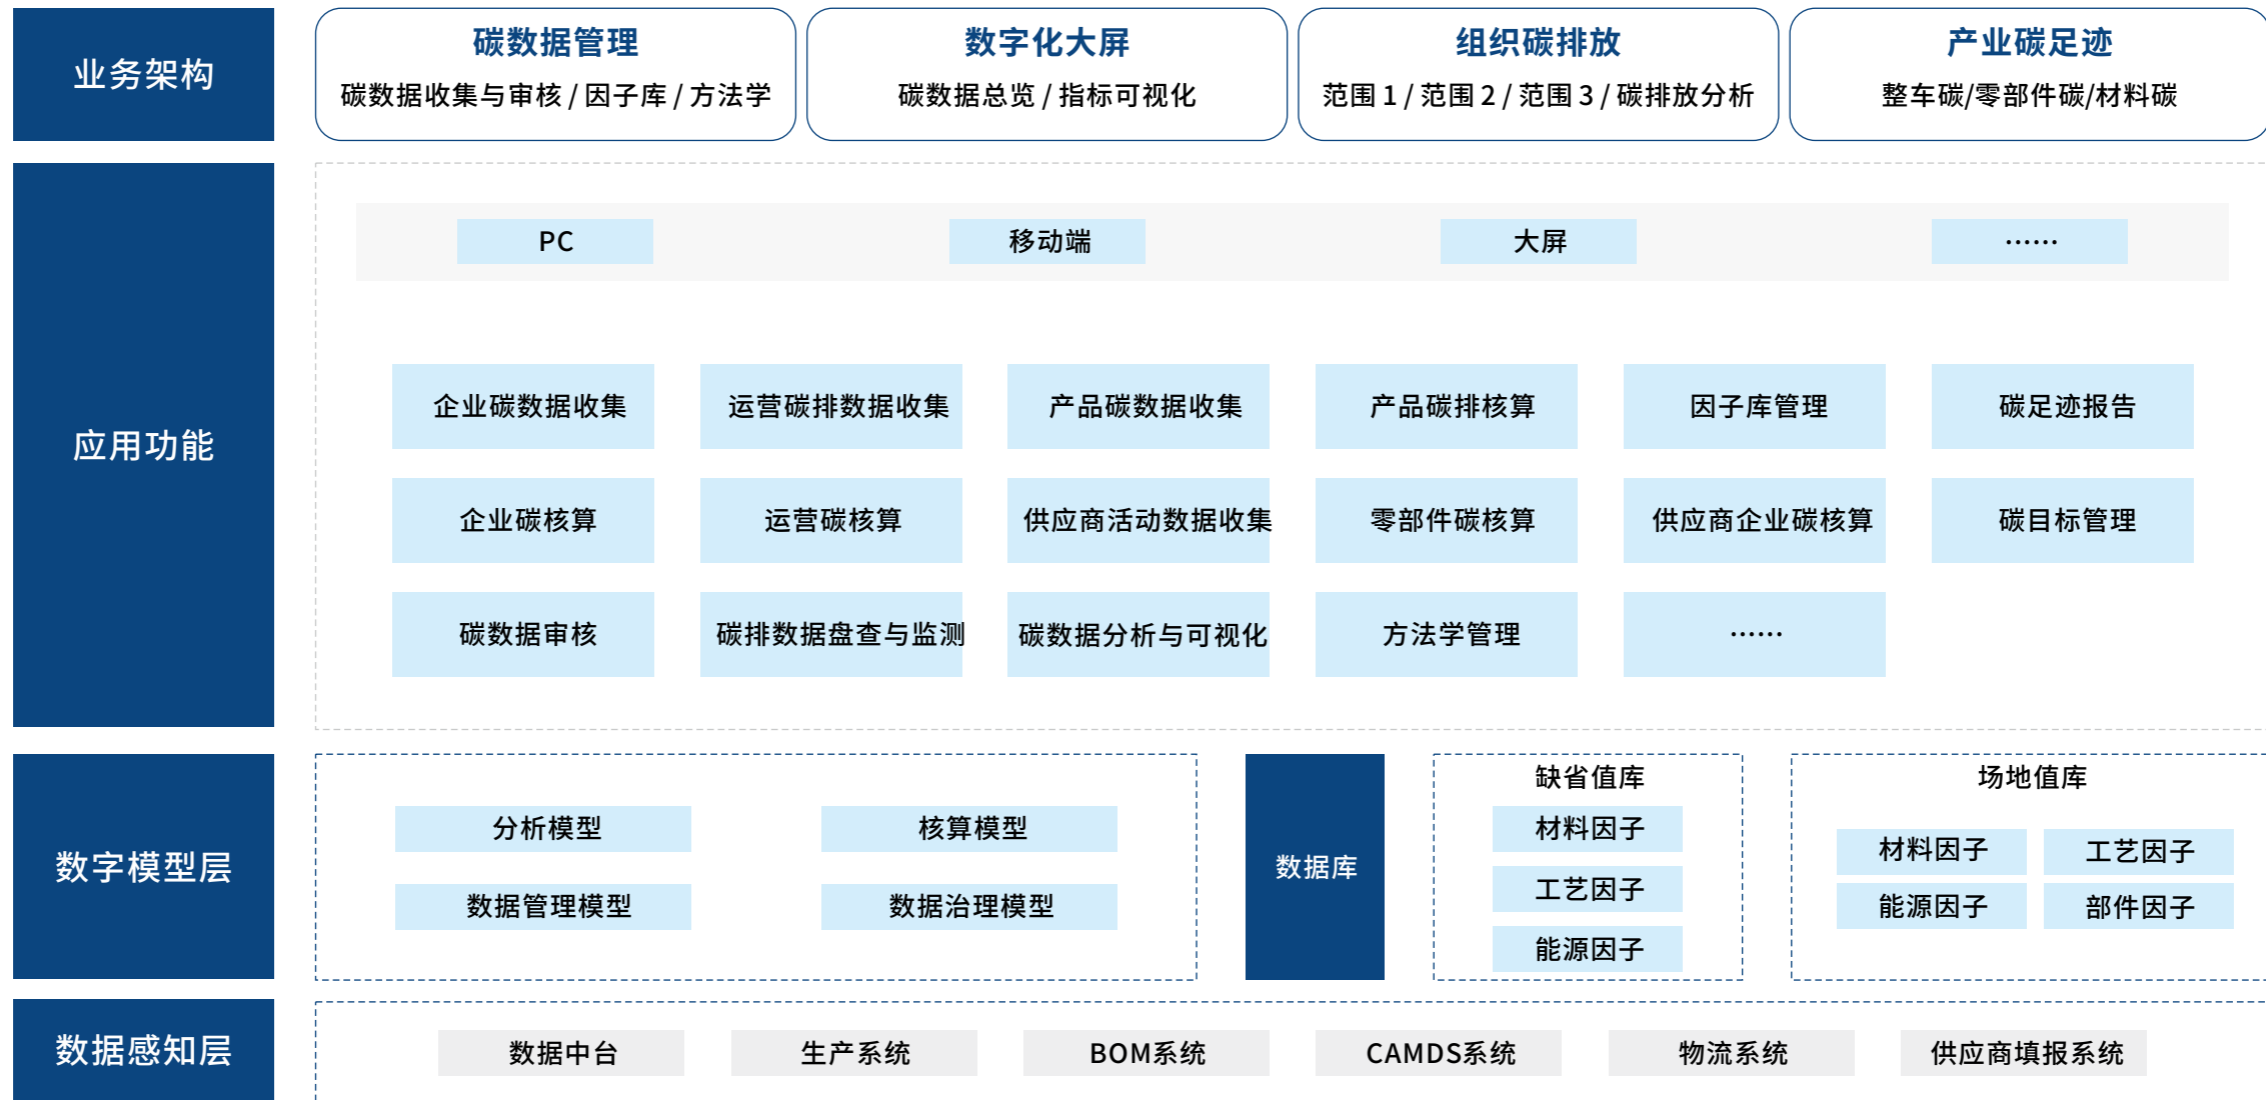 业务架构
碳数据管理
碳数据收集与审核 / 因子库 / 方法学
数字化大屏
碳数据总览 / 指标可视化
组织碳排放
范围 1 / 范围 2 / 范围 3 / 碳排放分析
产业碳足迹
整车碳/零部件碳/材料碳
应用功能
PC
移动端
大屏
……
企业碳数据收集
运营碳排数据收集
产品碳数据收集
产品碳排核算
因子库管理
碳足迹报告
企业碳核算
运营碳核算
供应商活动数据收集
零部件碳核算
供应商企业碳核算
碳目标管理
碳数据审核
碳排数据盘查与监测
碳数据分析与可视化
方法学管理
……
数字模型层
分析模型
核算模型
数据管理模型
数据治理模型
数据库
缺省值库
材料因子
工艺因子
能源因子
场地值库
材料因子
工艺因子
能源因子
部件因子
数据感知层
数据中台
生产系统
BOM系统
CAMDS系统
物流系统
供应商填报系统